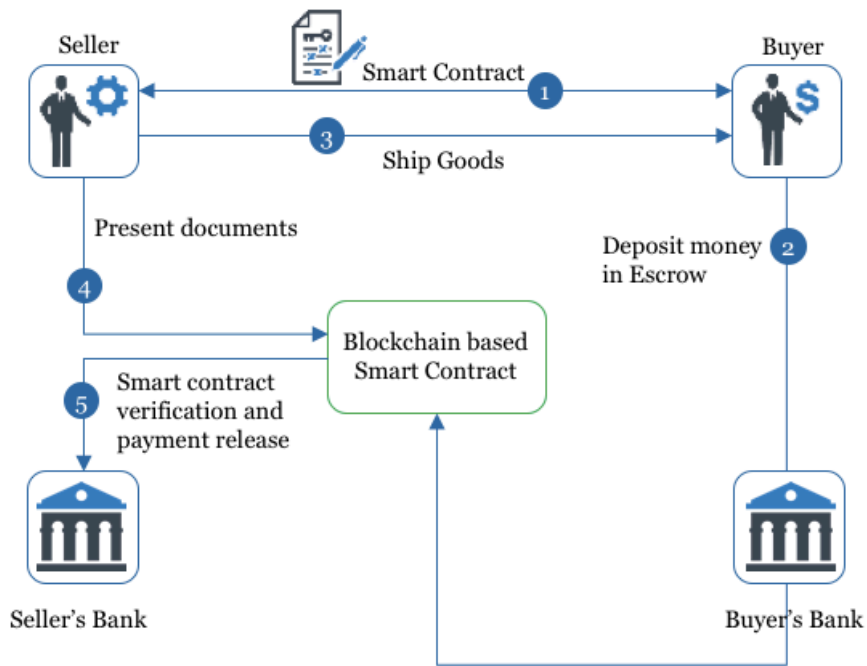 Seller
Buyer
Smart Contract
1
3
Ship Goods
Present documents
Deposit money
in Escrow
2
4
Blockchain based
Smart Contract
Smart contract
verification and
payment release
5
$
Seller’s Bank
Buyer’s Bank